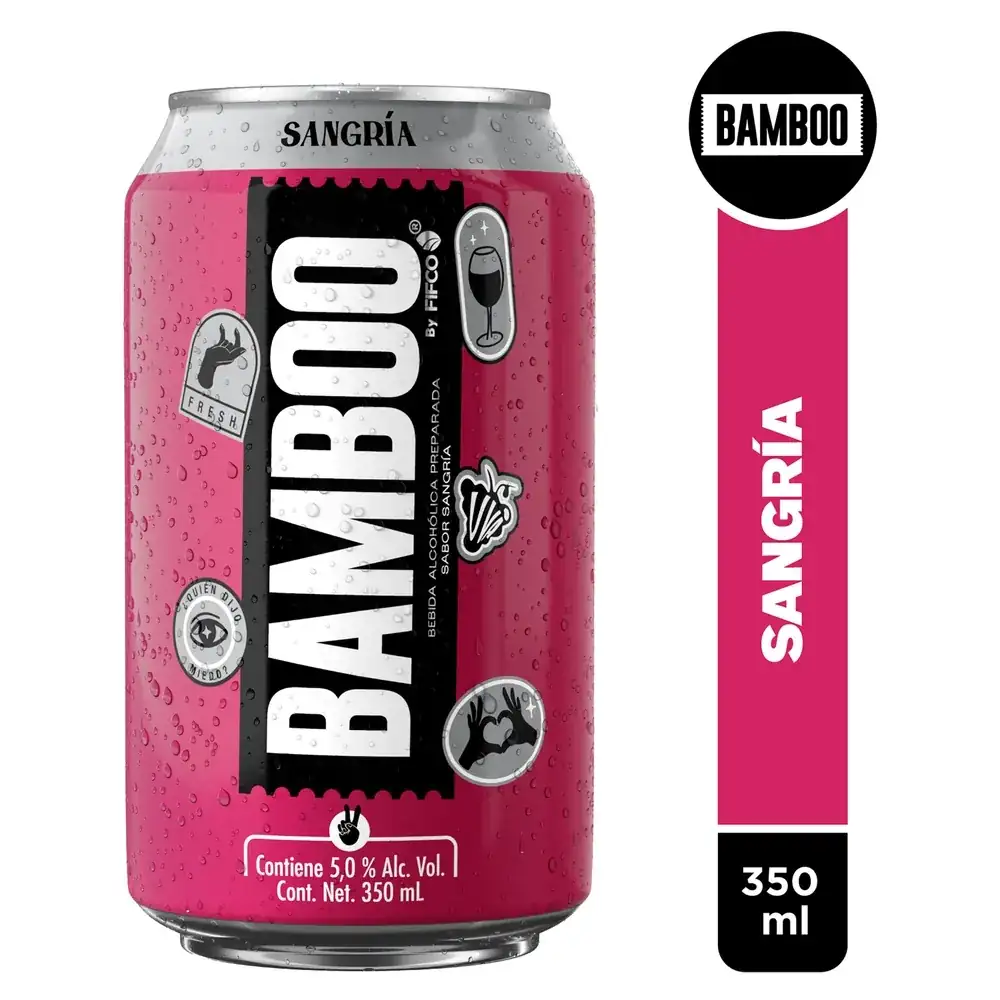 SANGRÍA
BAMBOO®
By FIFCO
BEBIDA ALCOHÓLICA PREPARADA
SABOR SANGRÍA
FRESH
¿QUIÉN DIJO
MIEDO?
Contiene 5,0 % Alc. Vol.
Cont. Net. 350 mL
BAMBOO
SANGRÍA
350
ml